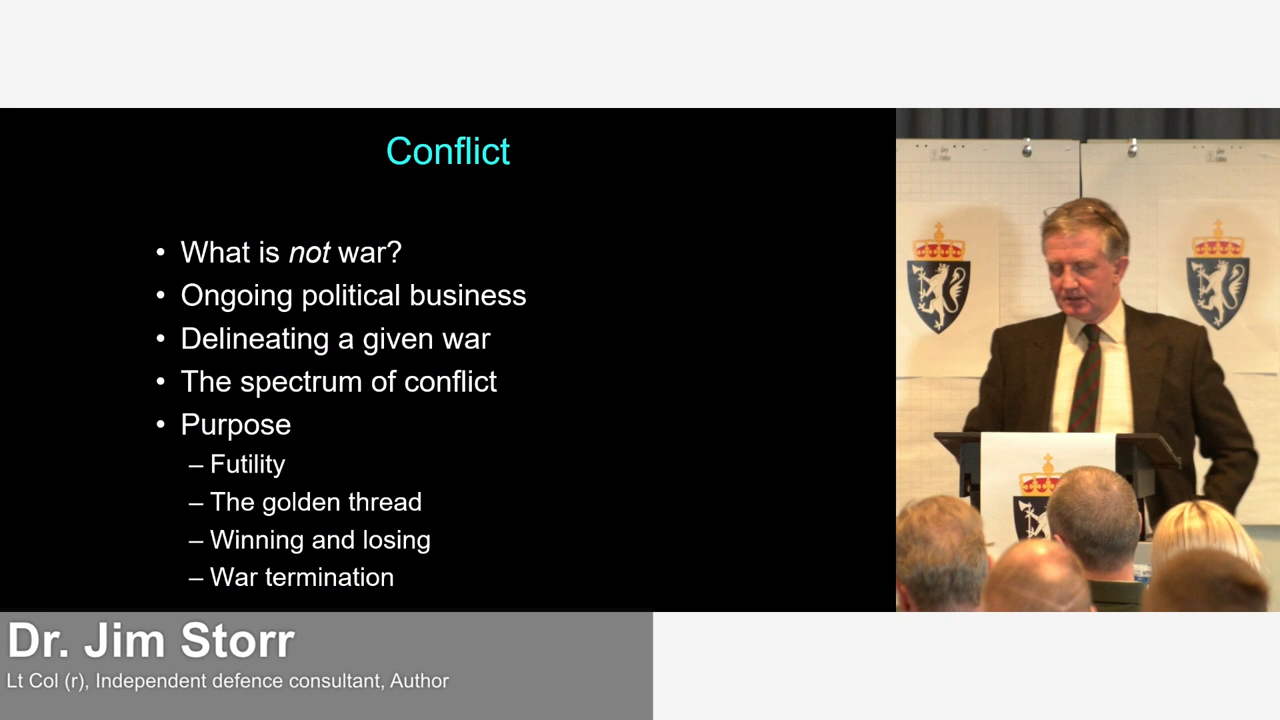 Conflict
• What is not war?
• Ongoing political business
• Delineating a given war
• The spectrum of conflict
• Purpose
– Futility
– The golden thread
– Winning and losing
– War termination
Dr. Jim Storr
Lt Col (r), Independent defence consultant, Author